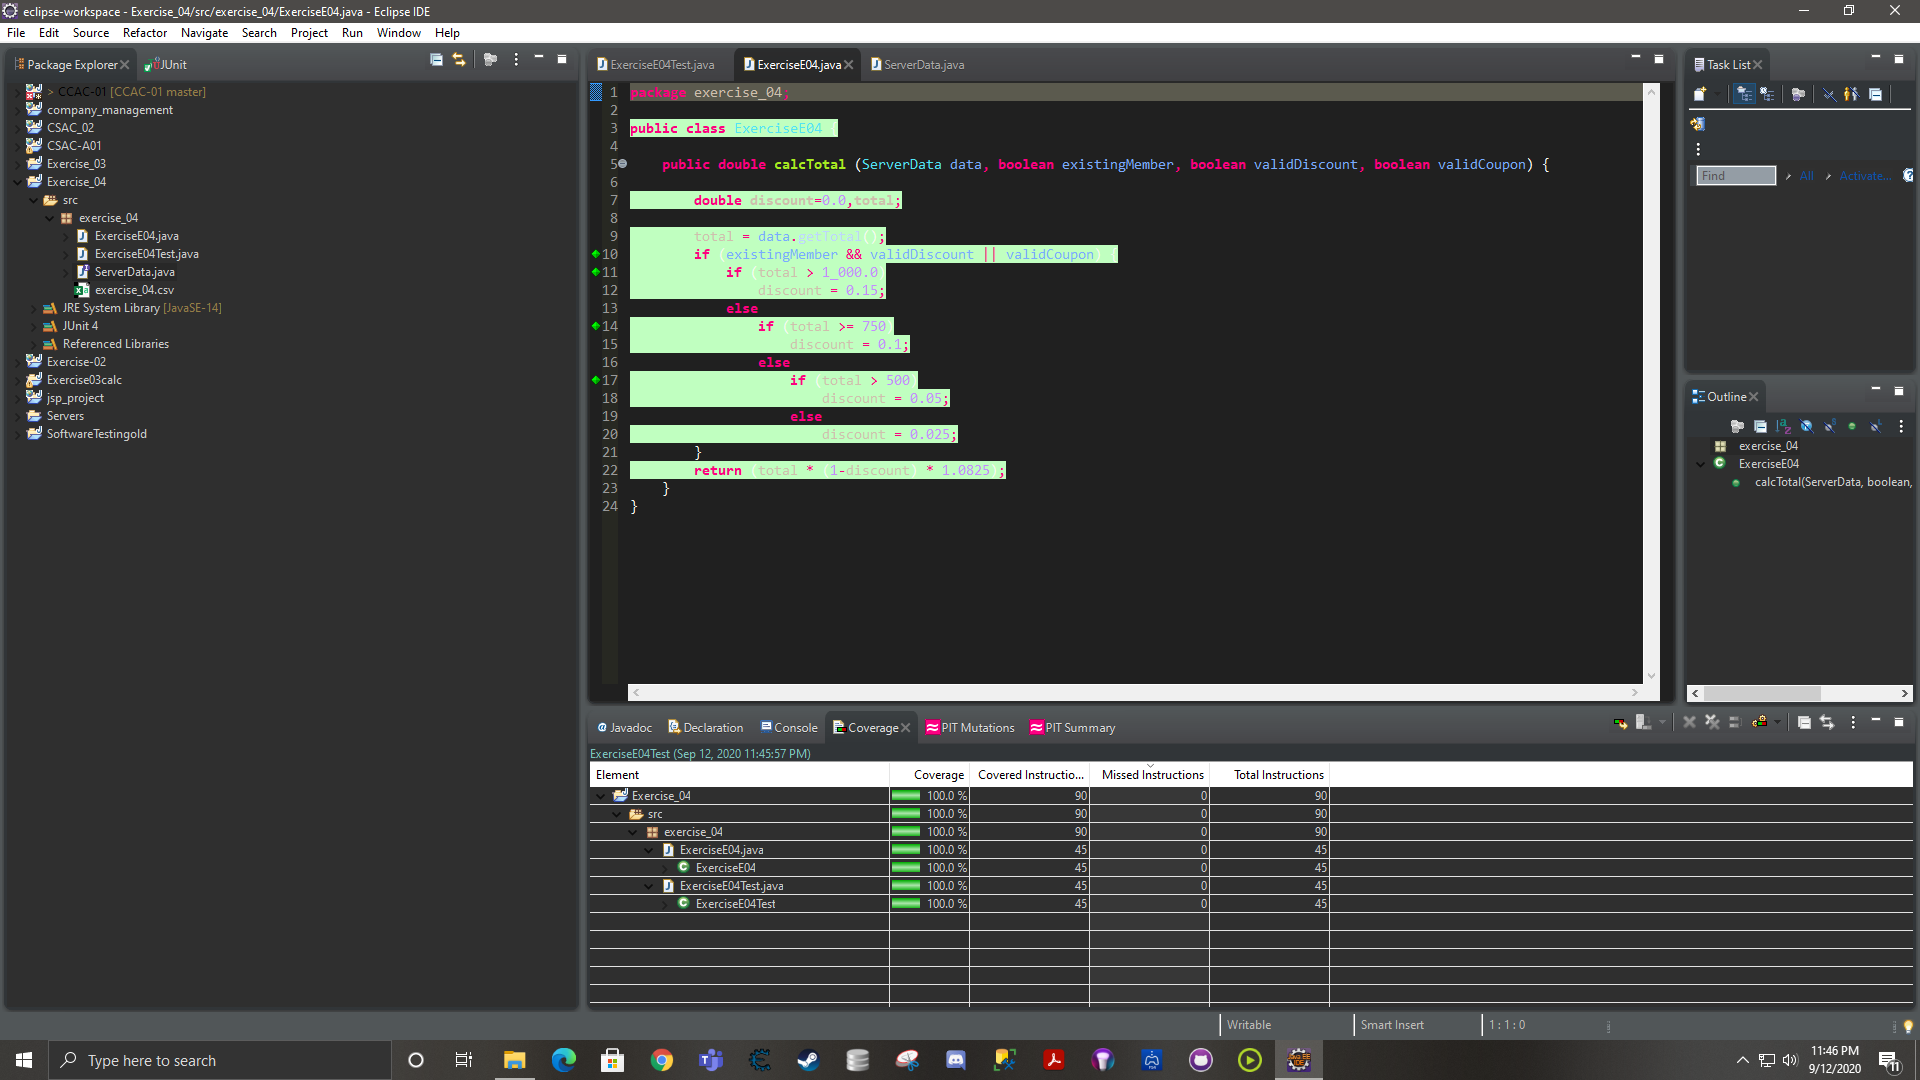 eclipse-workspace - Exercise_04/src/exercise_04/ExerciseE04.java - Eclipse IDE
File Edit Source Refactor Navigate Search Project Run Window Help
Package Explorer JUnit
> CCAC-01 [CCAC-01 master]
company_management
CSAC_02
CSAC-A01
Exercise_03
Exercise_04
src
exercise_04
ExerciseE04.java
ExerciseE04Test.java
ServerData.java
exercise_04.csv
JRE System Library [JavaSE-14]
JUnit 4
Referenced Libraries
Exercise-02
Exercise03calc
jsp_project
Servers
SoftwareTestingold
ExerciseE04Test.java ExerciseE04.java ServerData.java
1 package exercise_04;
2
3 public class ExerciseE04 {
4
5 public double calcTotal (ServerData data, boolean existingMember, boolean validDiscount, boolean validCoupon) {
6
7 double discount=0.0,total;
8
9 total = data.getTotal();
10 if (existingMember && validDiscount || validCoupon) {
11 if (total > 1_000.0)
12 discount = 0.15;
13 else
14 if (total >= 750)
15 discount = 0.1;
16 else
17 if (total > 500)
18 discount = 0.05;
19 else
20 discount = 0.025;
21 }
22 return (total * (1-discount) * 1.0825);
23 }
24 }
Task List
Find All Activate...
Outline
exercise_04
ExerciseE04
calcTotal(ServerData, boolean,
Javadoc Declaration Console Coverage PIT Mutations PIT Summary
ExerciseE04Test (Sep 12, 2020 11:45:57 PM)
Element Coverage Covered Instructio... Missed Instructions Total Instructions
Exercise_04 100.0 % 90 0 90
src 100.0 % 90 0 90
exercise_04 100.0 % 90 0 90
ExerciseE04.java 100.0 % 45 0 45
ExerciseE04 100.0 % 45 0 45
ExerciseE04Test.java 100.0 % 45 0 45
ExerciseE04Test 100.0 % 45 0 45
Writable Smart Insert 1 : 1 : 0
Type here to search
11:46 PM
9/12/2020
11